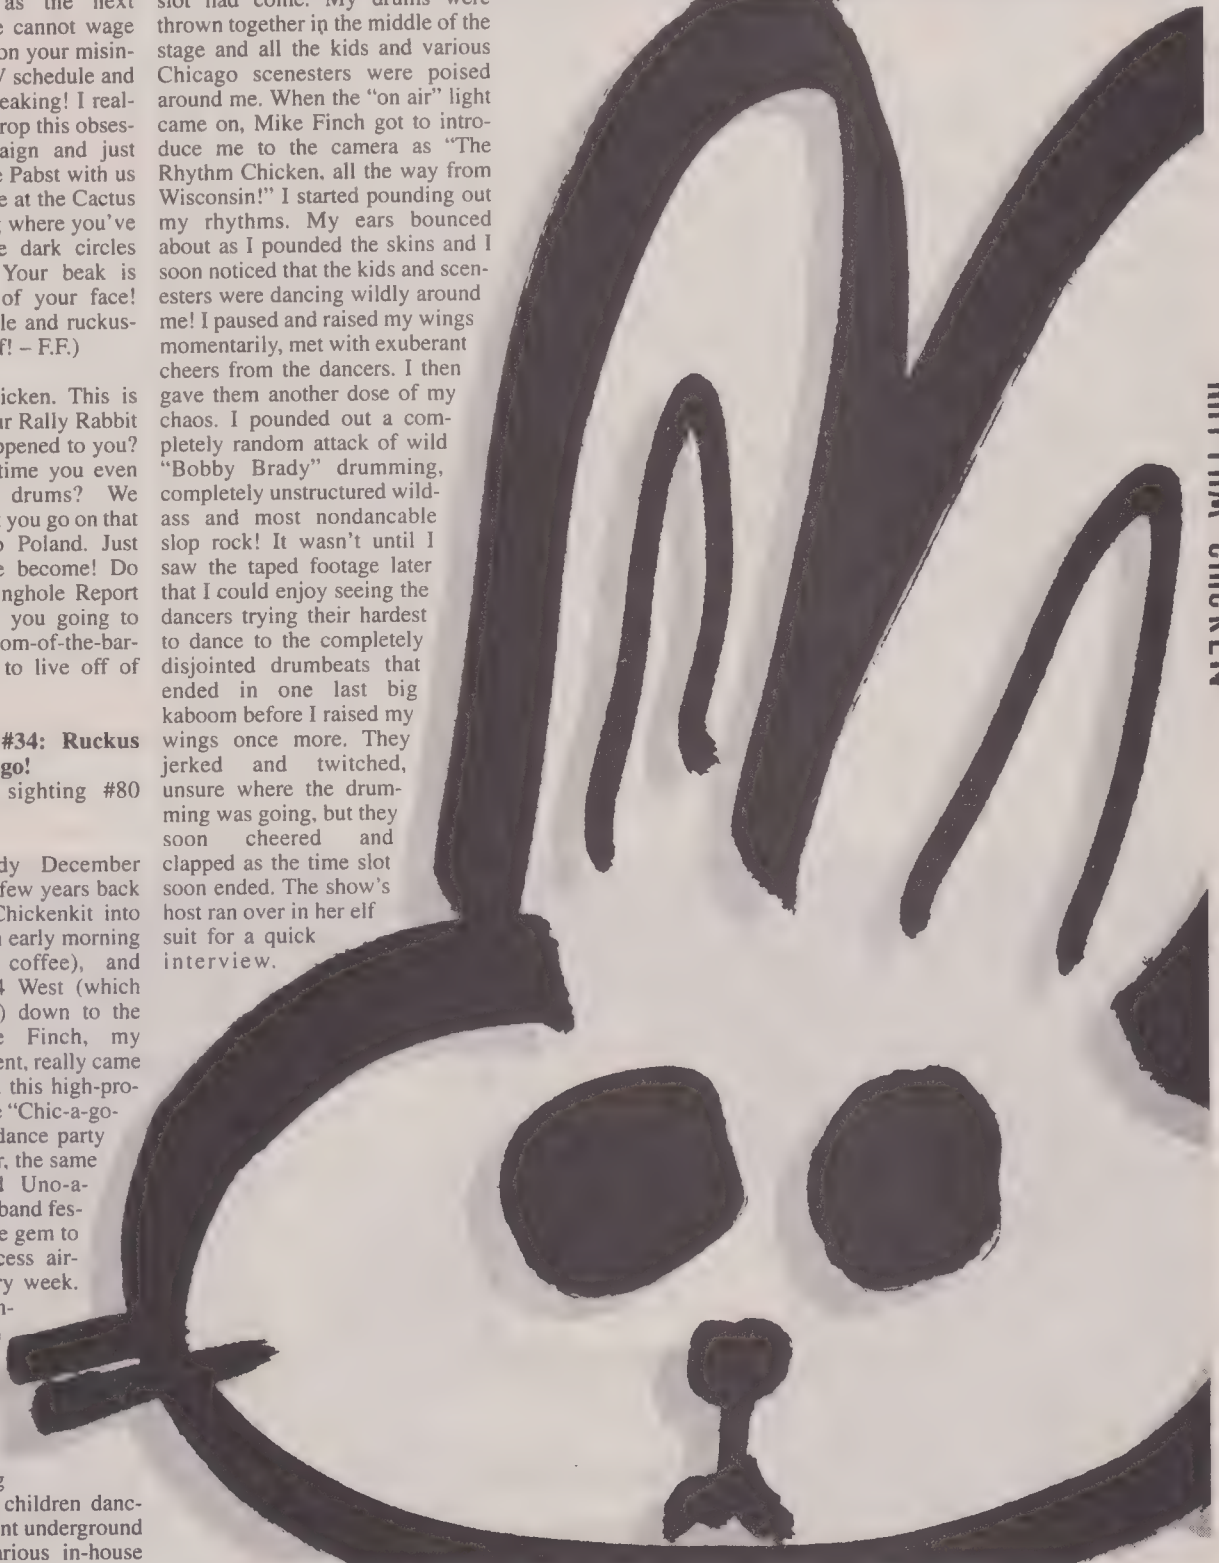 as the next
cannot wage
on your misin-
schedule and
eaking! I real-
rop this obses-
aign and just
Pabst with us
e at the Cactus
where you've
e dark circles
Your beak is
of your face!
le and ruckus-
f! – F.F.)
icken. This is
ur Rally Rabbit
ppened to you?
time you even
drums? We
you go on that
o Poland. Just
e become! Do
nghole Report
you going to
om-of-the-bar-
to live off of
#34: Ruckus
go!
sighting #80
dy December
few years back
Chickenkit into
early morning
coffee), and
4 West (which
) down to the
e Finch, my
ent, really came
this high-pro-
"Chic-a-go-
dance party
r, the same
Uno-a-
band fes-
e gem to
cess air-
ry week.
n-
g
children danc-
nt underground
arious in-house
slot had come. My drums were
thrown together in the middle of the
stage and all the kids and various
Chicago scenesters were poised
around me. When the "on air" light
came on, Mike Finch got to intro-
duce me to the camera as "The
Rhythm Chicken, all the way from
Wisconsin!" I started pounding out
my rhythms. My ears bounced
about as I pounded the skins and I
soon noticed that the kids and scen-
esters were dancing wildly around
me! I paused and raised my wings
momentarily, met with exuberant
cheers from the dancers. I then
gave them another dose of my
chaos. I pounded out a com-
pletely random attack of wild
"Bobby Brady" drumming,
completely unstructured wild-
ass and most nondancable
slop rock! It wasn't until I
saw the taped footage later
that I could enjoy seeing the
dancers trying their hardest
to dance to the completely
disjointed drumbeats that
ended in one last big
kaboom before I raised my
wings once more. They
jerked and twitched,
unsure where the drum-
ming was going, but they
soon cheered and
clapped as the time slot
soon ended. The show's
host ran over in her elf
suit for a quick
interview.